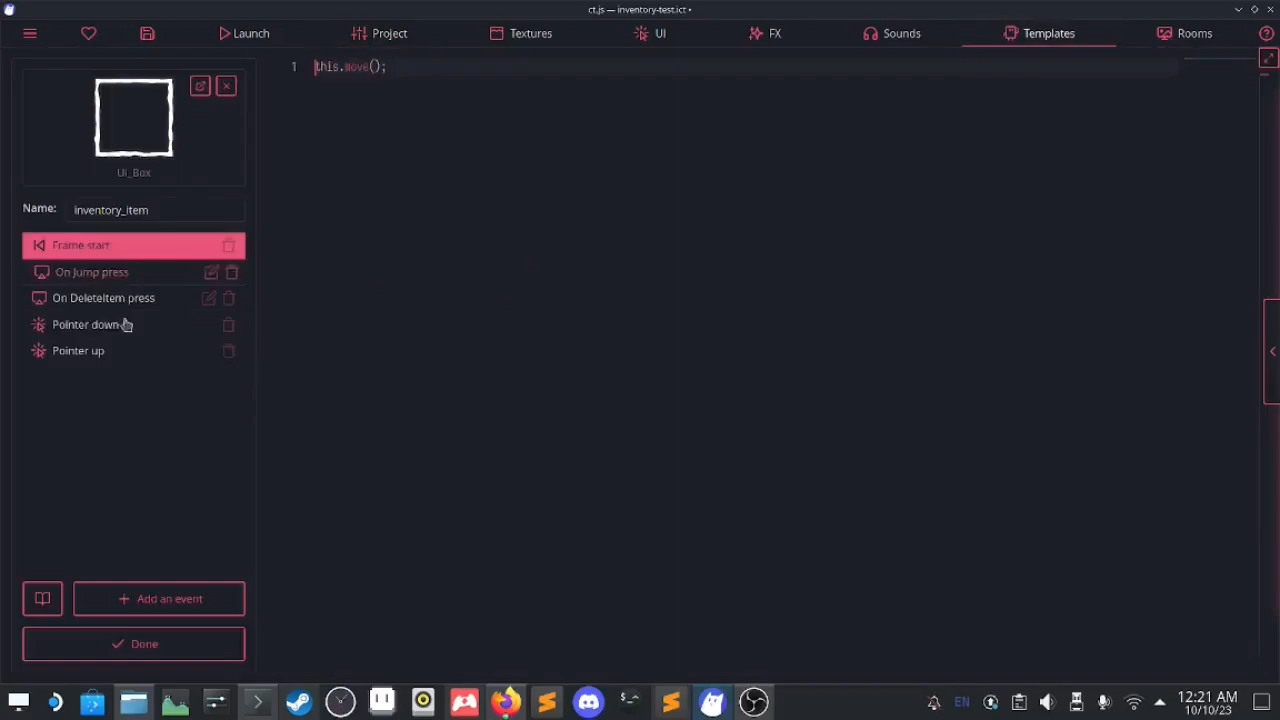 ct.js — inventory-test.ict •
Launch
Project
Textures
UI
FX
Sounds
Templates
Rooms
1 this.move();
Ui_Box
Name: inventory_item
Frame start
On Jump press
On DeleteItem press
Pointer down
Pointer up
Add an event
Done
EN
12:21 AM
10/10/23